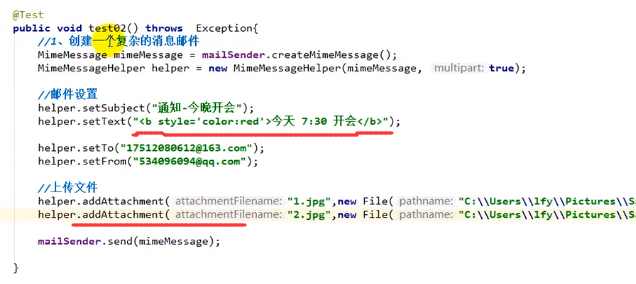 @Test
public void test02() throws  Exception{
//1、创建一个复杂的消息邮件
MimeMessage mimeMessage = mailSender.createMimeMessage();
MimeMessageHelper helper = new MimeMessageHelper(mimeMessage, multipart: true);
//邮件设置
helper.setSubject("通知-今晚开会");
helper.setText("<b style='color:red'>今天 7:30 开会</b>");
helper.setTo("17512080612@163.com");
helper.setFrom("534096094@qq.com");
//上传文件
helper.addAttachment( attachmentFilename: "1.jpg",new File( pathname: "C:\\Users\\lfy\\Pictures\\Sa
helper.addAttachment( attachmentFilename: "2.jpg",new File( pathname: "C:\\Users\\lfy\\Pictures\\Sa
mailSender.send(mimeMessage);
}